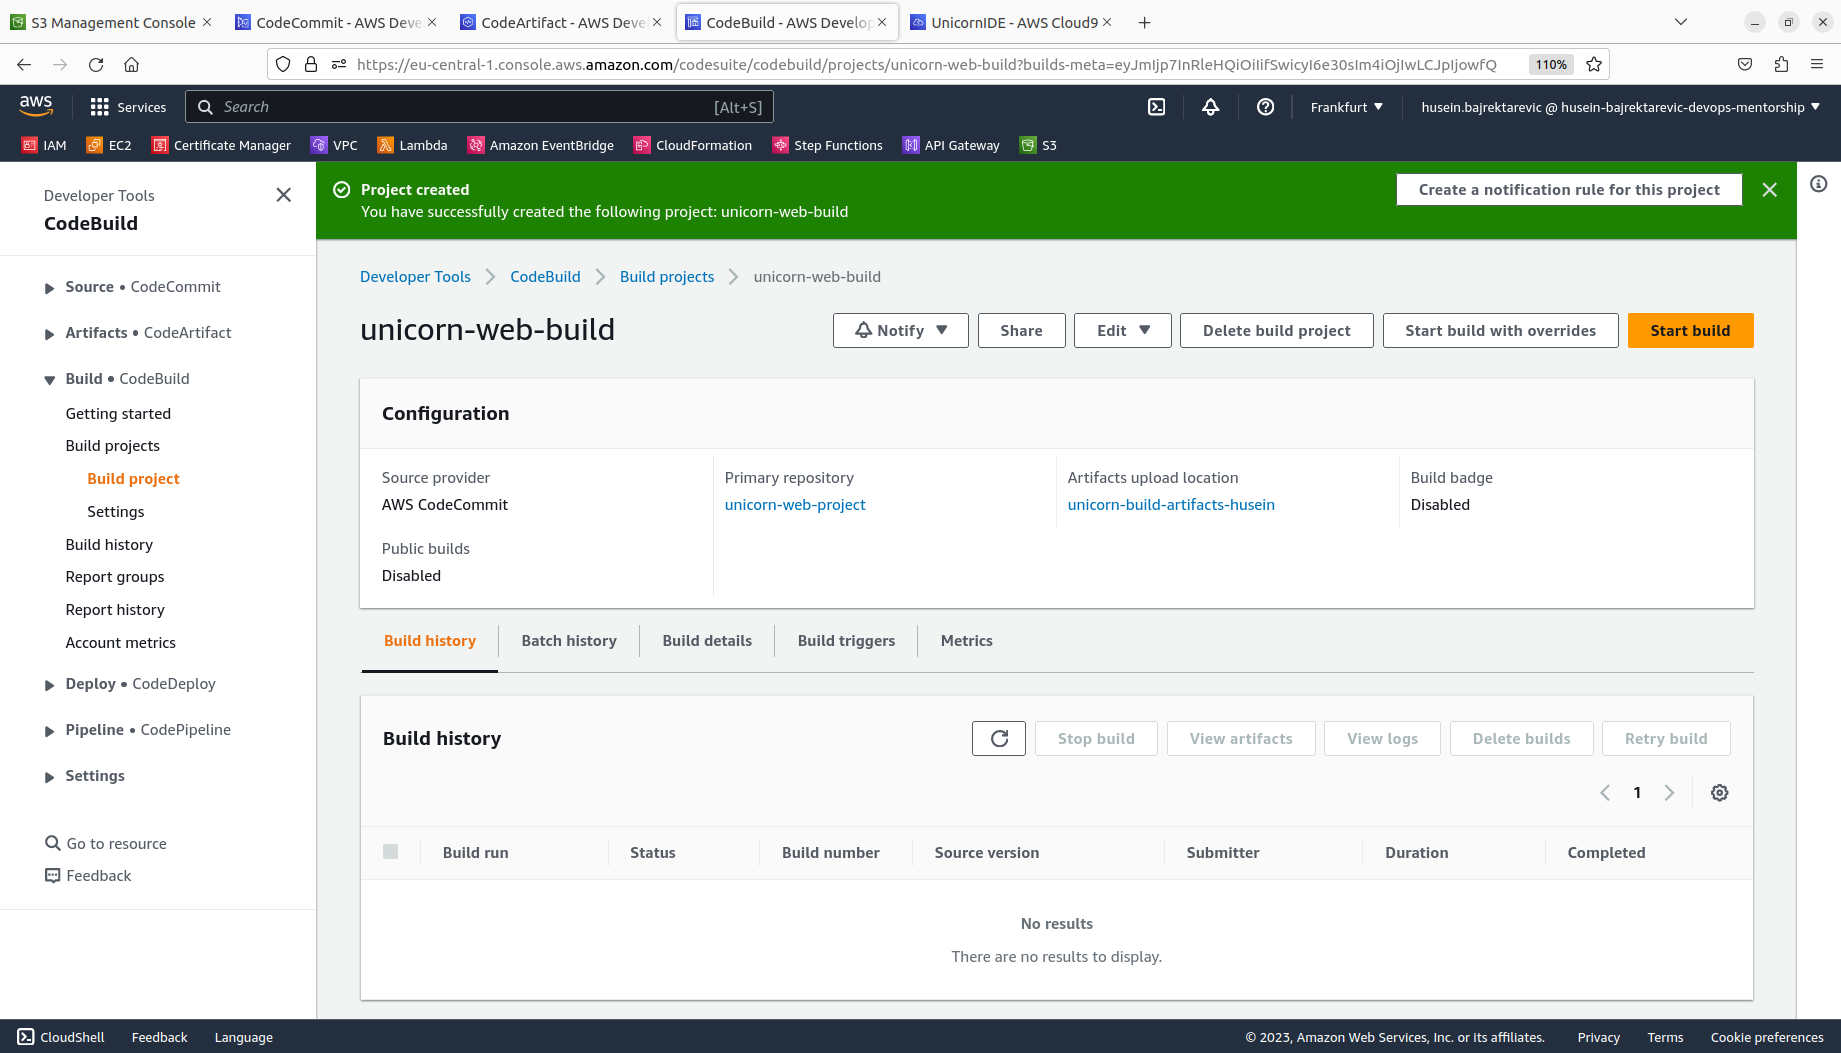 S3 Management Console
CodeCommit - AWS Deve
CodeArtifact - AWS Deve
CodeBuild - AWS Develop
UnicornIDE - AWS Cloud9
https://eu-central-1.console.aws.amazon.com/codesuite/codebuild/projects/unicorn-web-build?builds-meta=eyJmIjp7InRleHQiOiIifSwicyI6e30sIm4iOjIwLCJpIjowfQ
110%
aws
Services
Search
[Alt+S]
Frankfurt
husein.bajrektarevic @ husein-bajrektarevic-devops-mentorship
IAM
EC2
Certificate Manager
VPC
Lambda
Amazon EventBridge
CloudFormation
Step Functions
API Gateway
S3
Developer Tools
CodeBuild
Source • CodeCommit
Artifacts • CodeArtifact
Build • CodeBuild
Getting started
Build projects
Build project
Settings
Build history
Report groups
Report history
Account metrics
Deploy • CodeDeploy
Pipeline • CodePipeline
Settings
Go to resource
Feedback
Project created
You have successfully created the following project: unicorn-web-build
Create a notification rule for this project
Developer Tools
CodeBuild
Build projects
unicorn-web-build
unicorn-web-build
Notify
Share
Edit
Delete build project
Start build with overrides
Start build
Configuration
Source provider
AWS CodeCommit
Primary repository
unicorn-web-project
Artifacts upload location
unicorn-build-artifacts-husein
Build badge
Disabled
Public builds
Disabled
Build history
Batch history
Build details
Build triggers
Metrics
Build history
Stop build
View artifacts
View logs
Delete builds
Retry build
1
Build run
Status
Build number
Source version
Submitter
Duration
Completed
No results
There are no results to display.
CloudShell
Feedback
Language
© 2023, Amazon Web Services, Inc. or its affiliates.
Privacy
Terms
Cookie preferences